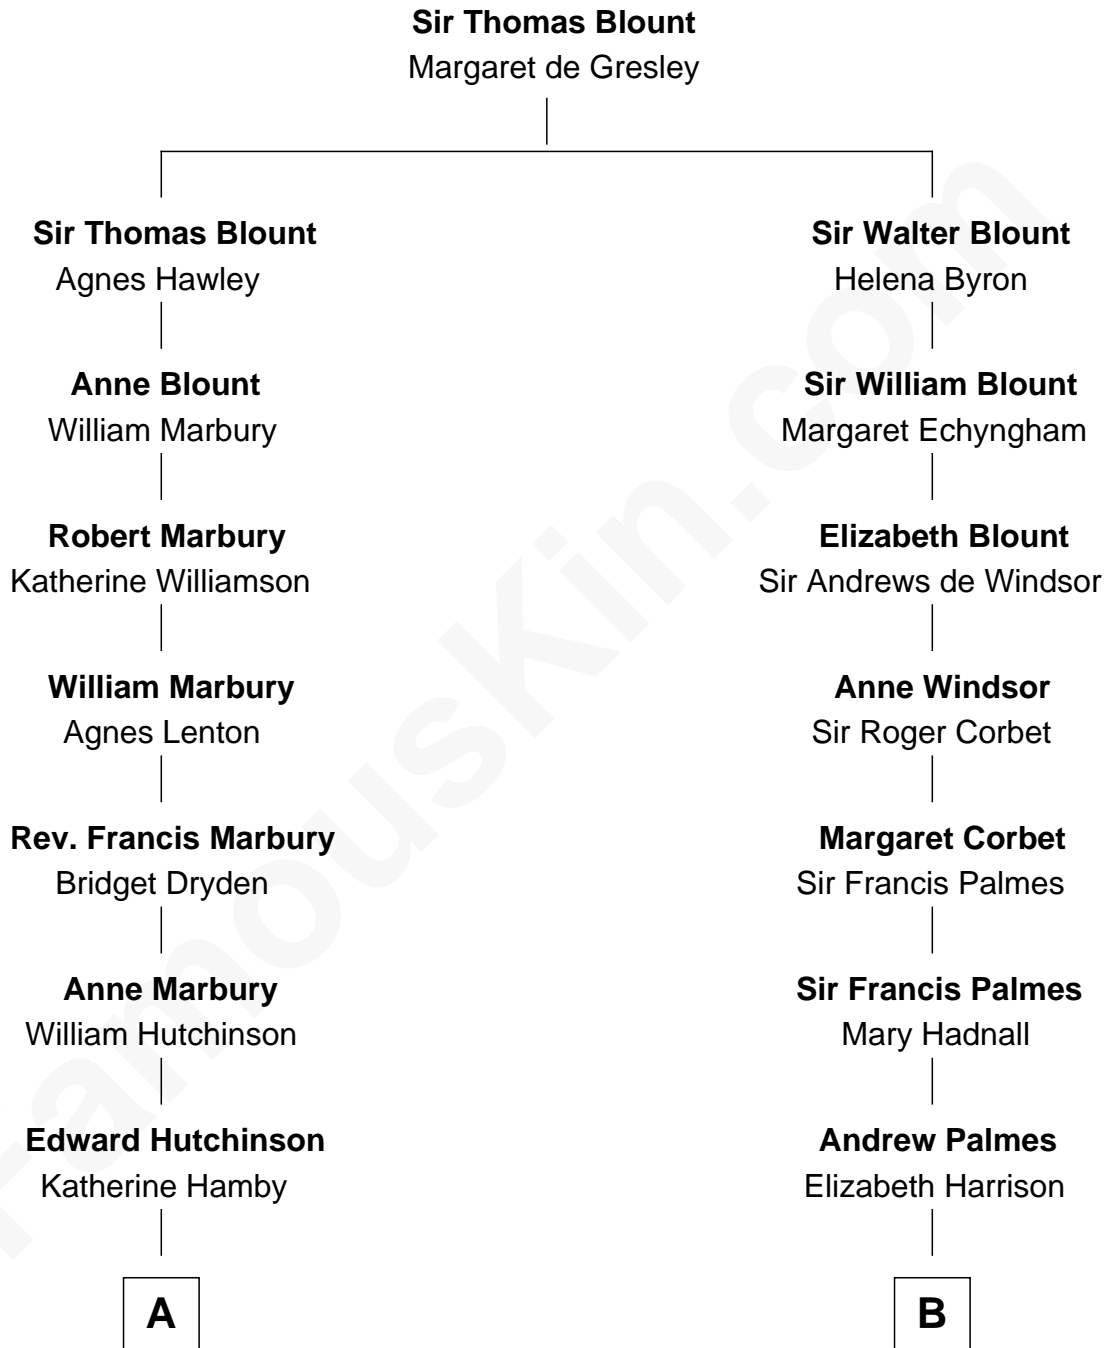 Sir Thomas Blount
Margaret de Gresley
Sir Thomas Blount
Agnes Hawley
Anne Blount
William Marbury
Robert Marbury
Katherine Williamson
William Marbury
Agnes Lenton
Rev. Francis Marbury
Bridget Dryden
Anne Marbury
William Hutchinson
Edward Hutchinson
Katherine Hamby
A
Sir Walter Blount
Helena Byron
Sir William Blount
Margaret Echyngham
Elizabeth Blount
Sir Andrews de Windsor
Anne Windsor
Sir Roger Corbet
Margaret Corbet
Sir Francis Palmes
Sir Francis Palmes
Mary Hadnall
Andrew Palmes
Elizabeth Harrison
B
FamousKin.com